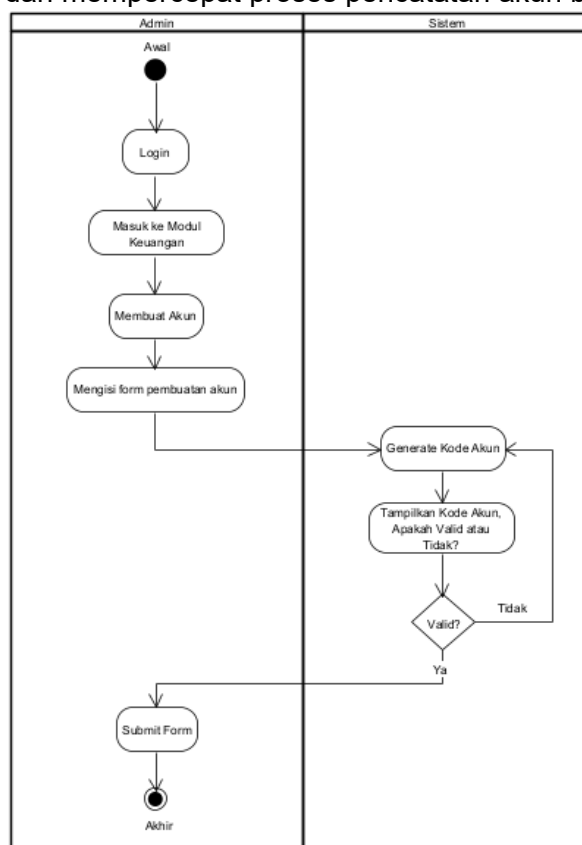 dan mempercepat proses pencatatan akun b
Admin
Sistem
Awal
Login
Masuk ke Modul
Keuangan
Membuat Akun
Mengisi form pembuatan akun
Generate Kode Akun
Tampilkan Kode Akun,
Apakah Valid atau
Tidak?
Valid?
Tidak
Ya
Submit Form
Akhir